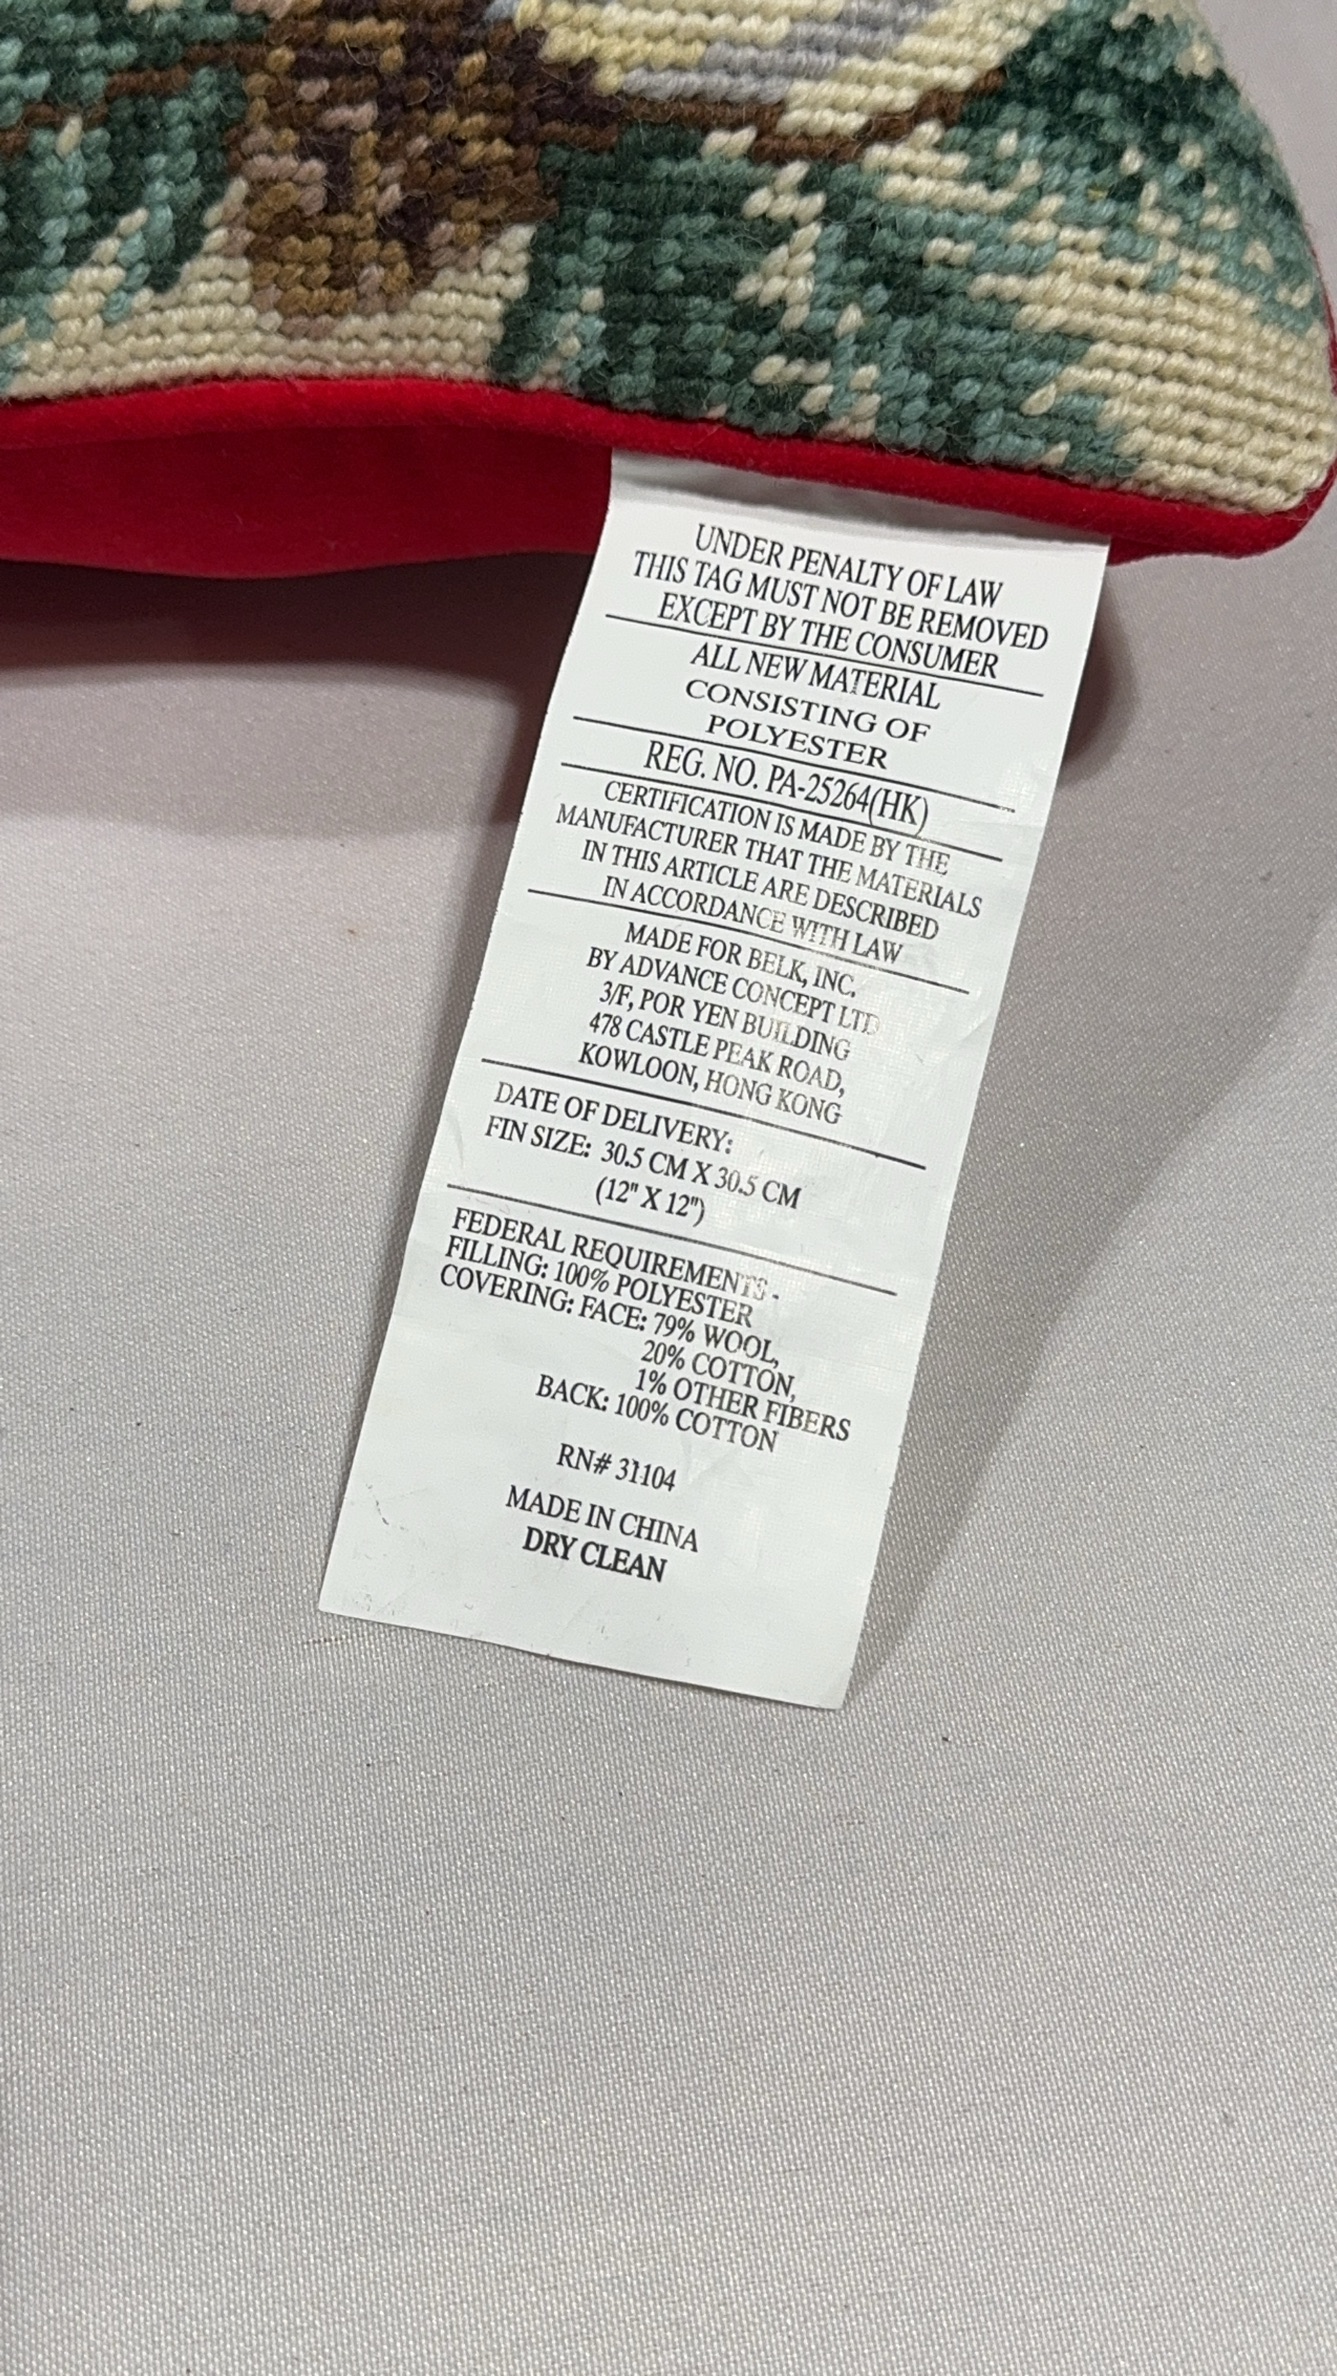 UNDER PENALTY OF LAW
THIS TAG MUST NOT BE REMOVED
EXCEPT BY THE CONSUMER
ALL NEW MATERIAL
CONSISTING OF
POLYESTER
REG. NO. PA-25264(HK)
CERTIFICATION IS MADE BY THE
MANUFACTURER THAT THE MATERIALS
IN THIS ARTICLE ARE DESCRIBED
IN ACCORDANCE WITH LAW
MADE FOR BELK, INC.
BY ADVANCE CONCEPT LTD
3/F, POR YEN BUILDING
478 CASTLE PEAK ROAD,
KOWLOON, HONG KONG
DATE OF DELIVERY:
FIN SIZE: 30.5 CM X 30.5 CM
(12" X 12")
FEDERAL REQUIREMENTS -
FILLING: 100% POLYESTER
COVERING: FACE: 79% WOOL,
20% COTTON,
1% OTHER FIBERS
BACK: 100% COTTON
RN# 31104
MADE IN CHINA
DRY CLEAN